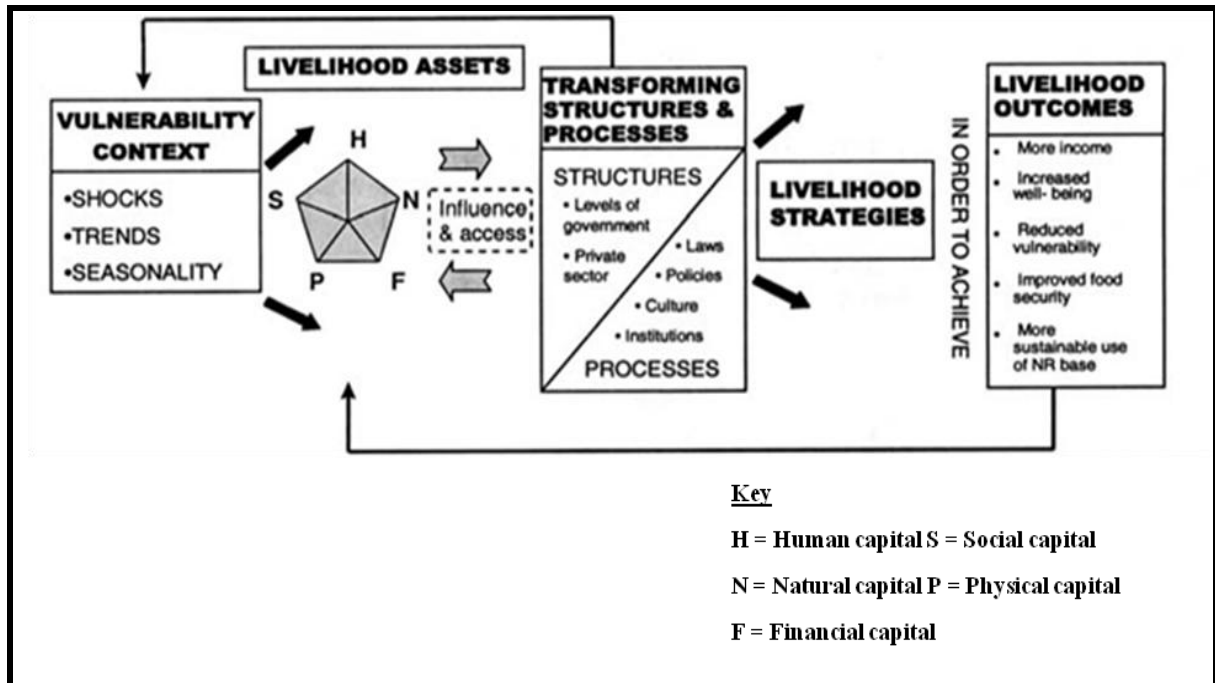 LIVELIHOOD ASSETS
VULNERABILITY
CONTEXT
•SHOCKS
•TRENDS
•SEASONALITY
H
S
N
P
F
Influence
& access
TRANSFORMING
STRUCTURES &
PROCESSES
STRUCTURES
• Levels of
government
• Private
sector
• Laws
• Policies
• Culture
• Institutions
PROCESSES
LIVELIHOOD
STRATEGIES
IN ORDER TO ACHIEVE
LIVELIHOOD
OUTCOMES
• More income
• Increased
well- being
• Reduced
vulnerability
• Improved food
security
• More
sustainable use
of NR base
Key
H = Human capital S = Social capital
N = Natural capital P = Physical capital
F = Financial capital